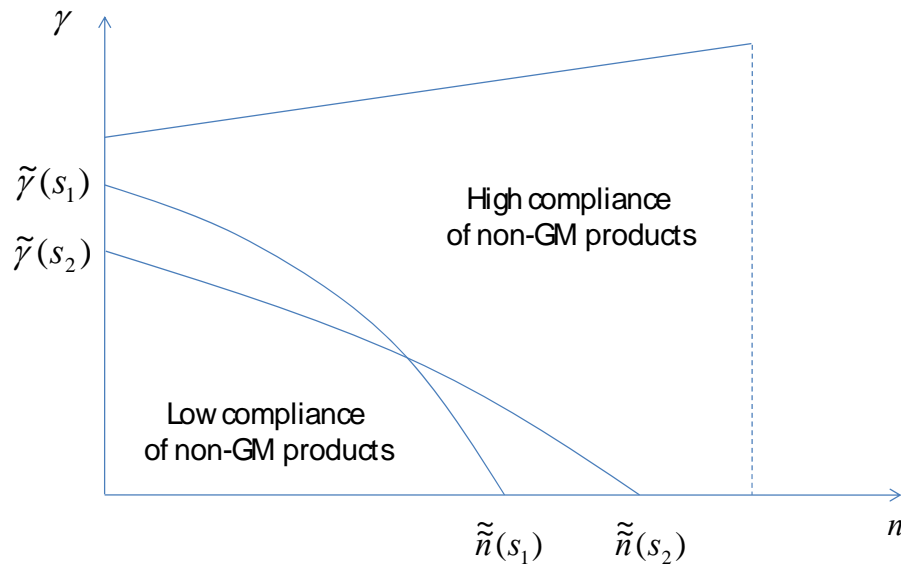 γ
γ̃(s₁)
High compliance
of non-GM products
γ̃(s₂)
Low compliance
of non-GM products
ñ̃(s₁)
ñ̃(s₂)
n